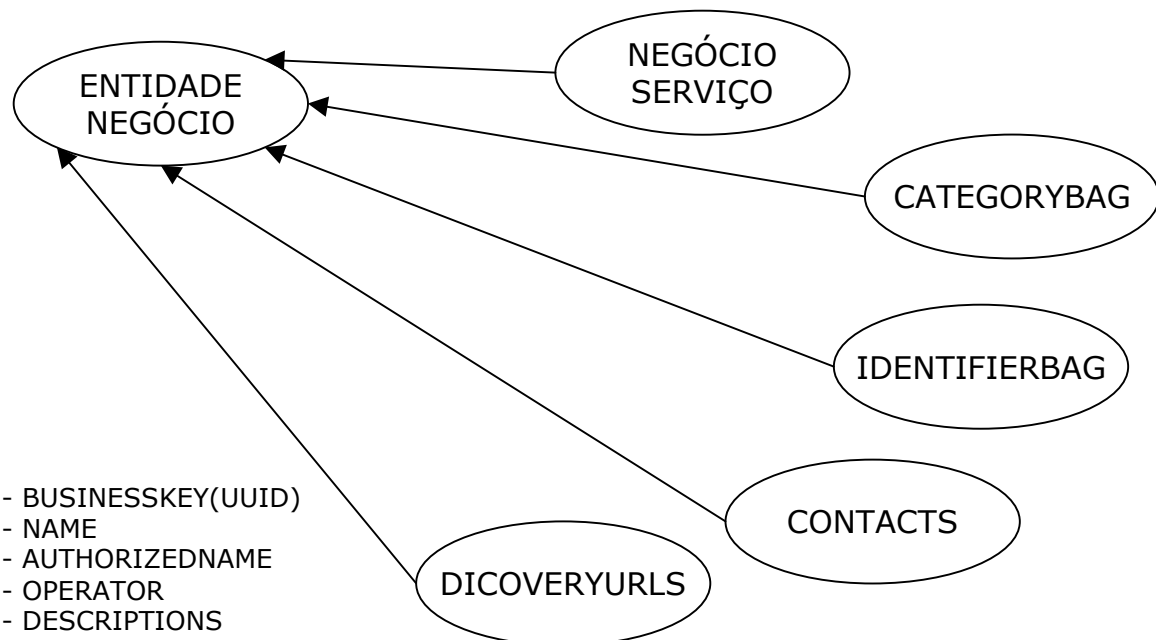 ENTIDADE
NEGÓCIO
NEGÓCIO
SERVIÇO
CATEGORYBAG
IDENTIFIERBAG
CONTACTS
DICOVERYURLS
- BUSINESSKEY(UUID)
- NAME
- AUTHORIZEDNAME
- OPERATOR
- DESCRIPTIONS